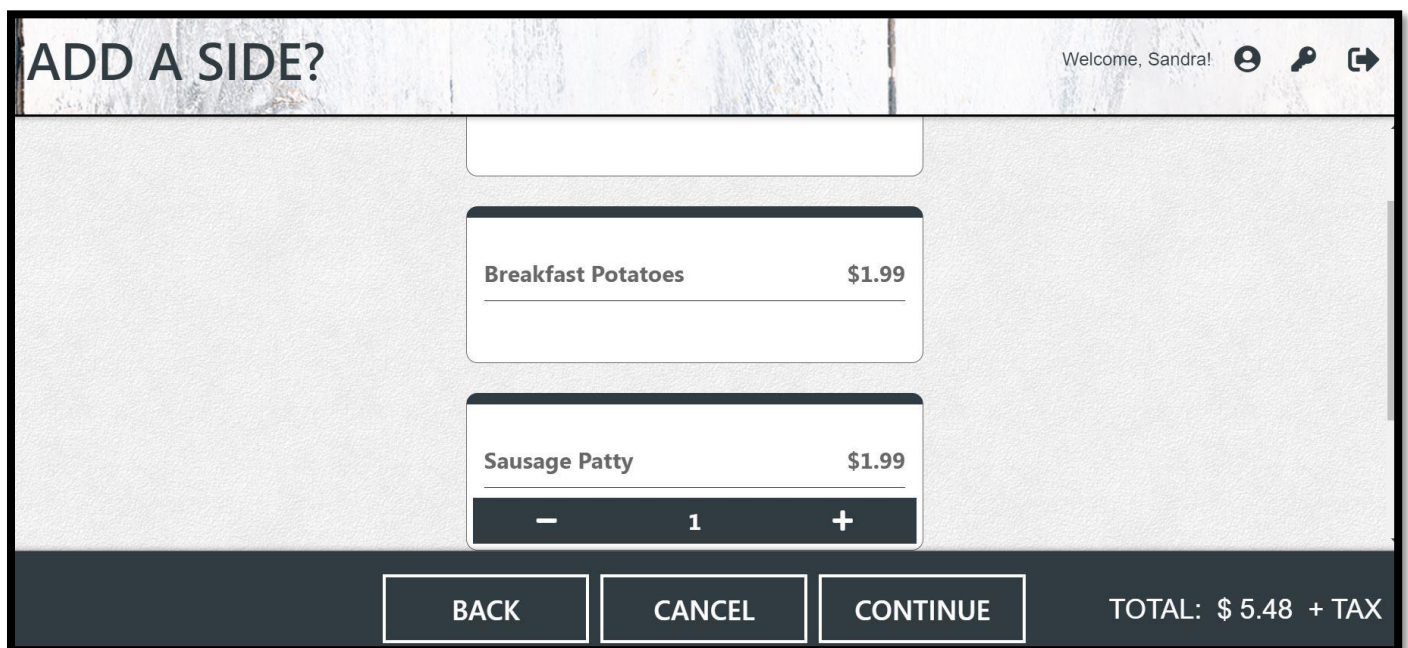 ADD A SIDE?
Welcome, Sandra!
Breakfast Potatoes $1.99
Sausage Patty $1.99
1
BACK CANCEL CONTINUE TOTAL: $ 5.48 + TAX